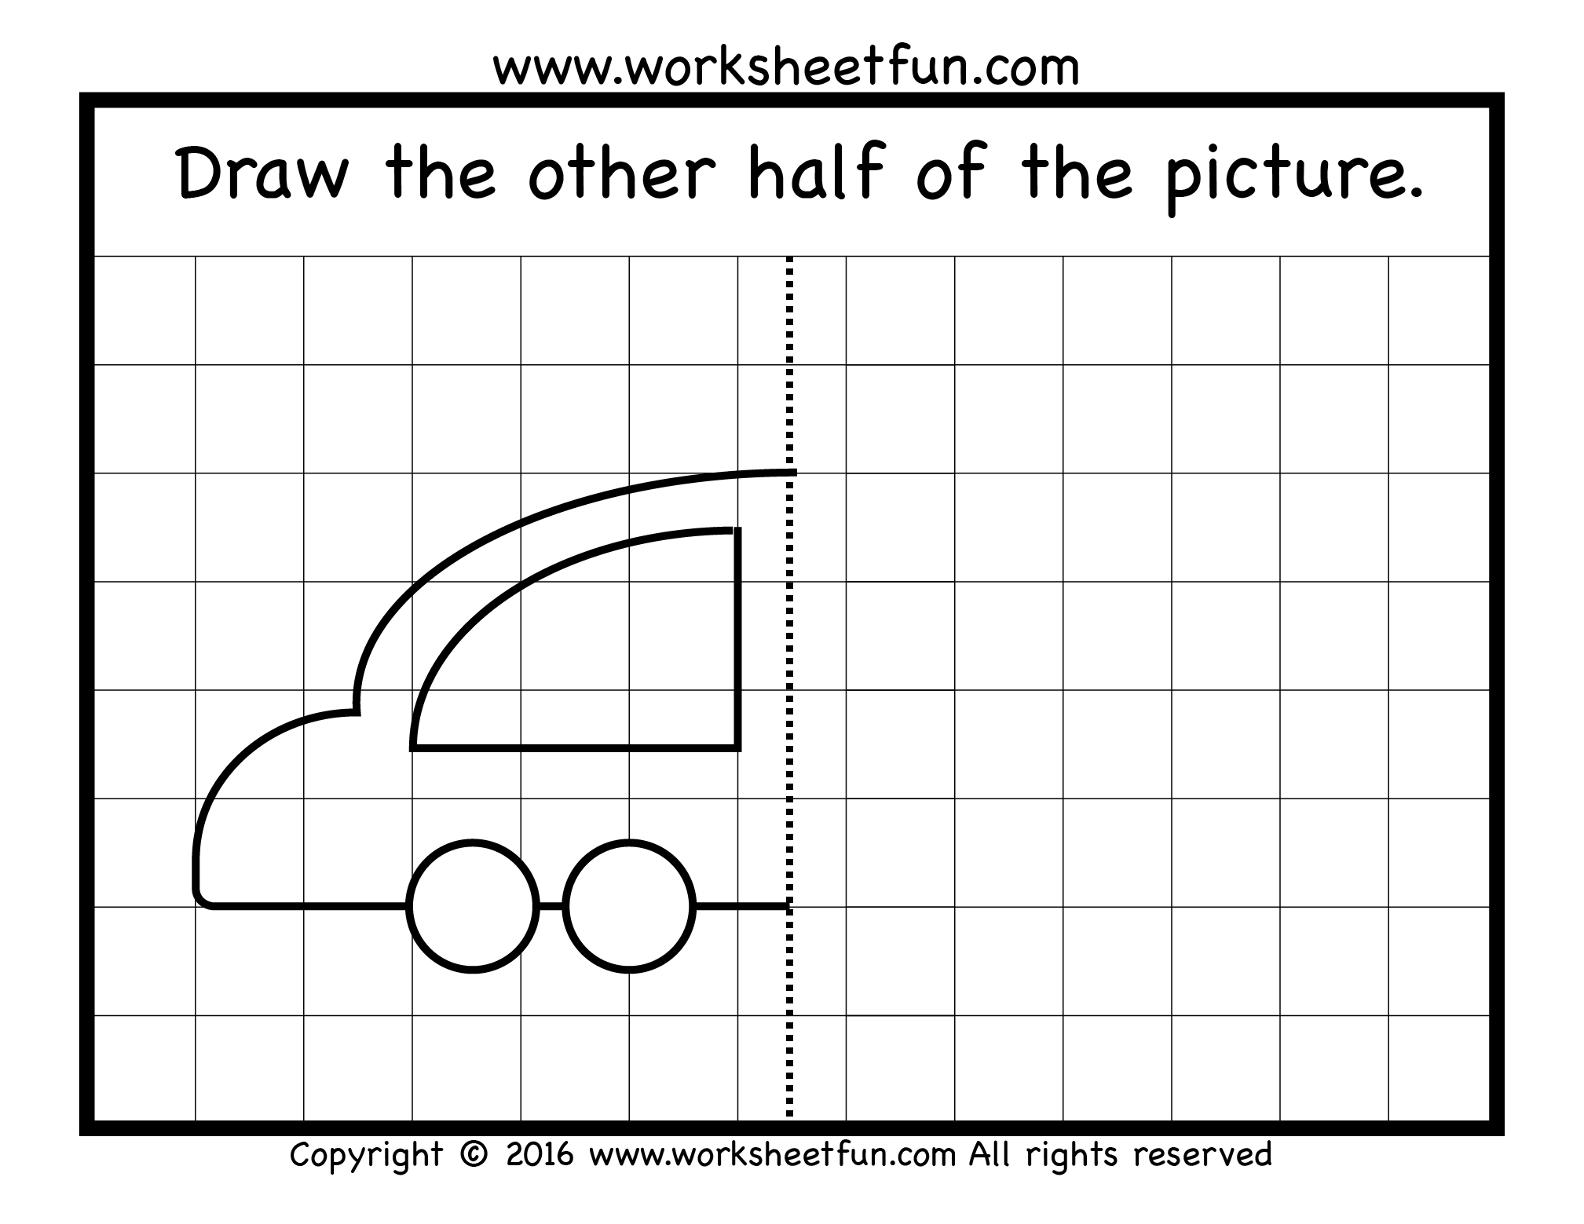 www.worksheetfun.com
Draw the other half of the picture.
Copyright © 2016 www.worksheetfun.com All rights reserved